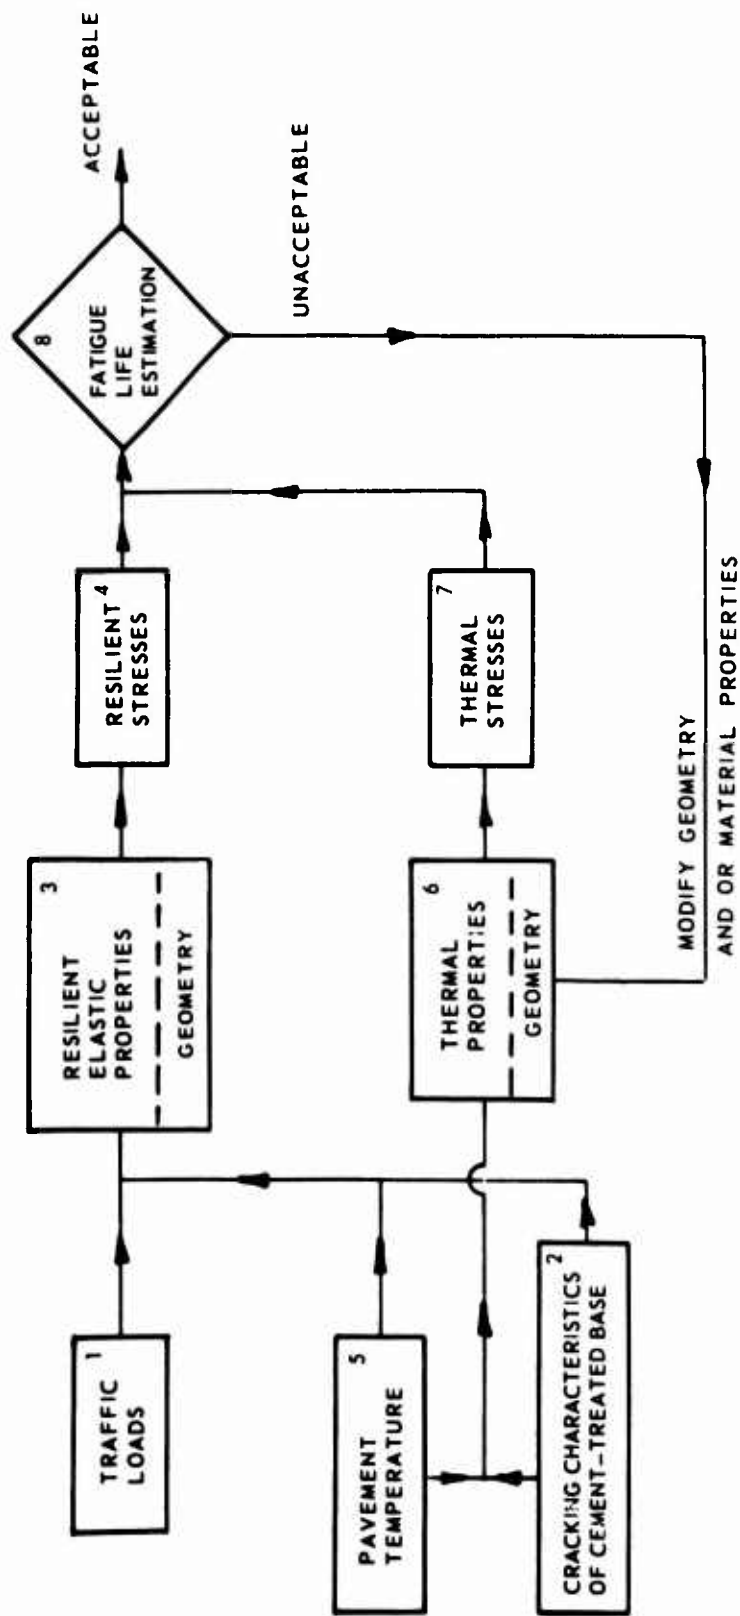 1
TRAFFIC
LOADS
5
PAVEMENT
TEMPERATURE
2
CRACKING CHARACTERISTICS
OF CEMENT-TREATED BASE
3
RESILIENT
ELASTIC
PROPERTIES
GEOMETRY
6
THERMAL
PROPERTIES
GEOMETRY
4
RESILIENT
STRESSES
7
THERMAL
STRESSES
8
FATIGUE
LIFE
ESTIMATION
ACCEPTABLE
UNACCEPTABLE
MODIFY GEOMETRY
AND OR MATERIAL PROPERTIES